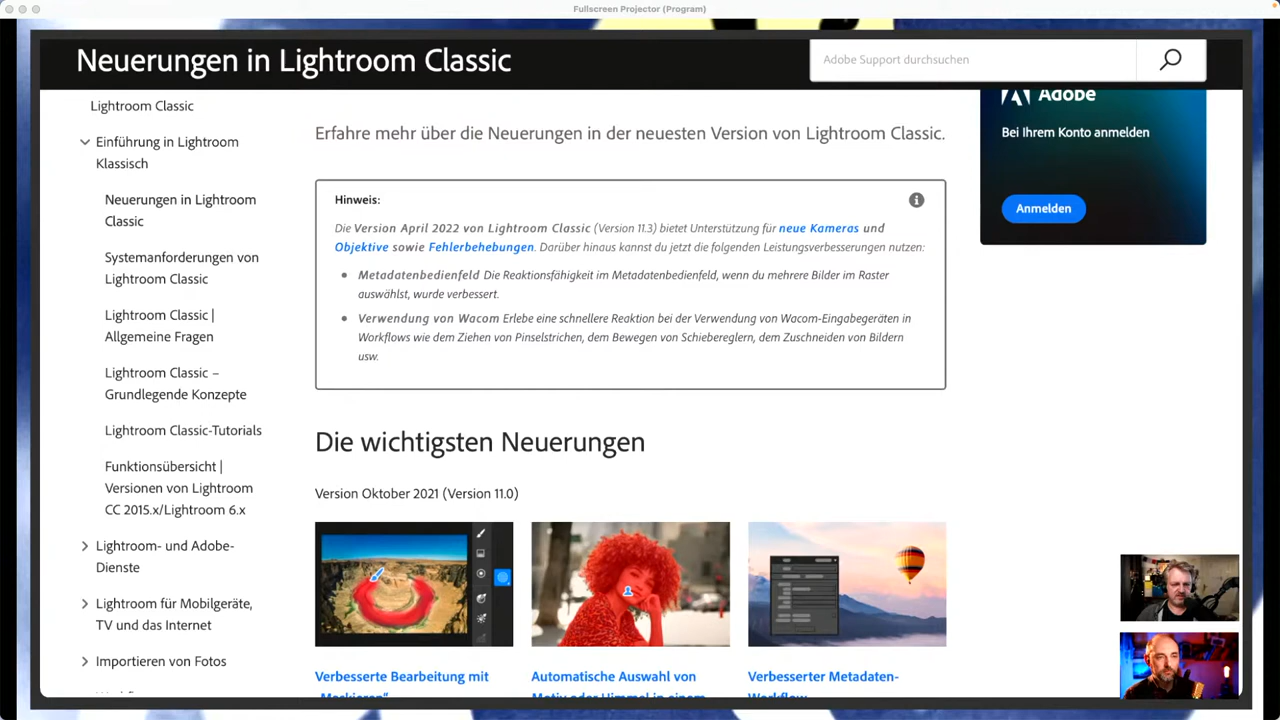 Fullscreen Projector (Program)
Neuerungen in Lightroom Classic
Adobe Support durchsuchen
Lightroom Classic
Einführung in Lightroom
Klassisch
Neuerungen in Lightroom
Classic
Systemanforderungen von
Lightroom Classic
Lightroom Classic |
Allgemeine Fragen
Lightroom Classic –
Grundlegende Konzepte
Lightroom Classic-Tutorials
Funktionsübersicht |
Versionen von Lightroom
CC 2015.x/Lightroom 6.x
Lightroom- und Adobe-
Dienste
Lightroom für Mobilgeräte,
TV und das Internet
Importieren von Fotos
Erfahre mehr über die Neuerungen in der neuesten Version von Lightroom Classic.
Hinweis:
Die Version April 2022 von Lightroom Classic (Version 11.3) bietet Unterstützung für neue Kameras und
Objektive sowie Fehlerbehebungen. Darüber hinaus kannst du jetzt die folgenden Leistungsverbesserungen nutzen:
Metadatenbedienfeld Die Reaktionsfähigkeit im Metadatenbedienfeld, wenn du mehrere Bilder im Raster
auswählst, wurde verbessert.
Verwendung von Wacom Erlebe eine schnellere Reaktion bei der Verwendung von Wacom-Eingabegeräten in
Workflows wie dem Ziehen von Pinselstrichen, dem Bewegen von Schiebereglern, dem Zuschneiden von Bildern
usw.
Die wichtigsten Neuerungen
Version Oktober 2021 (Version 11.0)
Verbesserte Bearbeitung mit
„Maskieren“
Automatische Auswahl von
Motiv oder Himmel in einem
Verbesserter Metadaten-
Workflow
Adobe
Bei Ihrem Konto anmelden
Anmelden